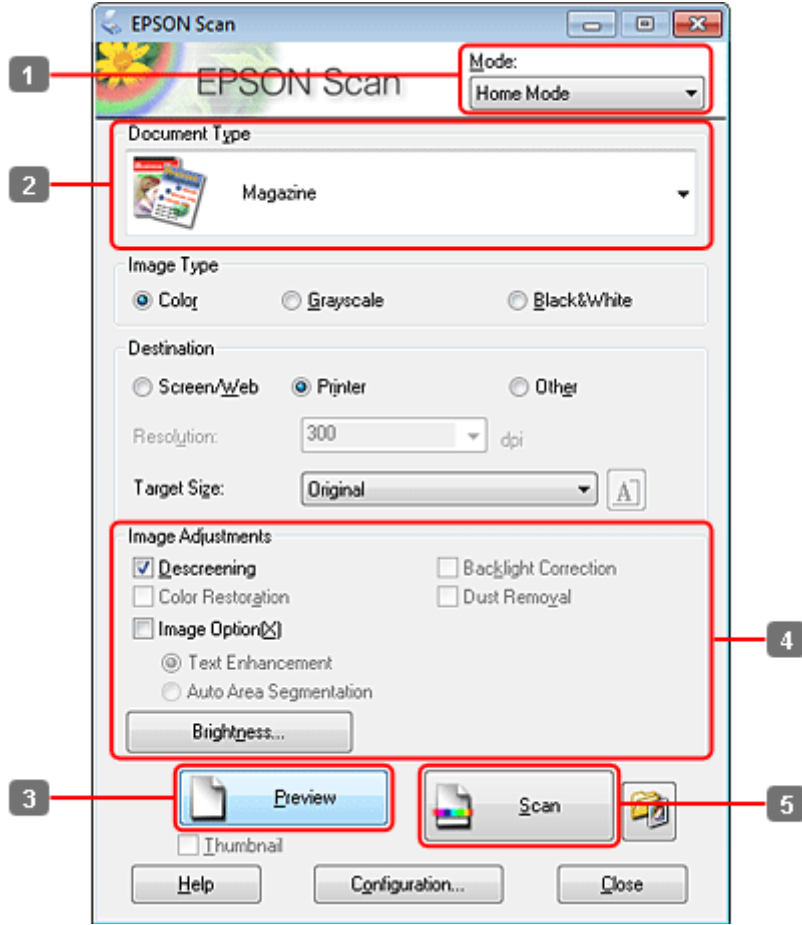 EPSON Scan
EPSON Scan
Mode:
1
Home Mode
Document Type
2
Magazine
Image Type
Color Grayscale Black&White
Destination
Screen/Web Printer Other
Resolution: 300 dpi
Target Size: Original A
Image Adjustments
Descreening Backlight Correction
Color Restoration Dust Removal
Image Option(X)
4
Text Enhancement
Auto Area Segmentation
Brightness...
3 Preview Scan 5
Thumbnail
Help Configuration... Close